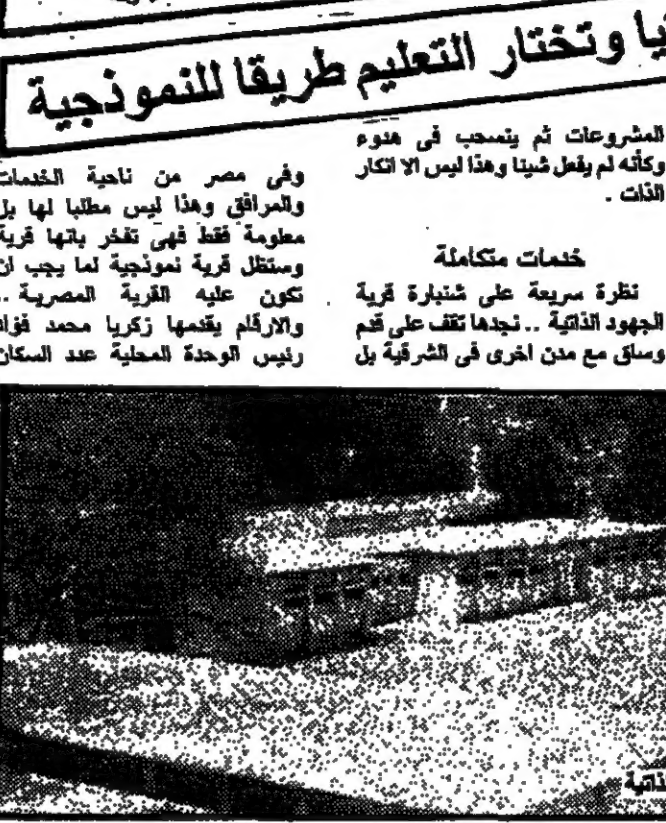 يا وتختار التعليم طريقا للنموذجية
المشروعات ثم ينسحب فى هدوء
وكأنه لم يفعل شيئا وهذا ليس الا انكار
الذات .
خدمات متكاملة
نظرة سريعة على شنبارة قرية
الجهود الذاتية .. نجدها تقف على قدم
وساق مع مدن اخرى فى الشرقية بل
وفى مصر من ناحية الخدمات
والمرافق وهذا ليس مطلبا لها بل
معلومة فقط فهى تفخر بانها قرية
وستظل قرية نموذجية لما يجب ان
تكون عليه القرية المصرية ..
والارقام يقدمها زكريا محمد فؤاد
رئيس الوحدة المحلية عدد السكان
ذاتية